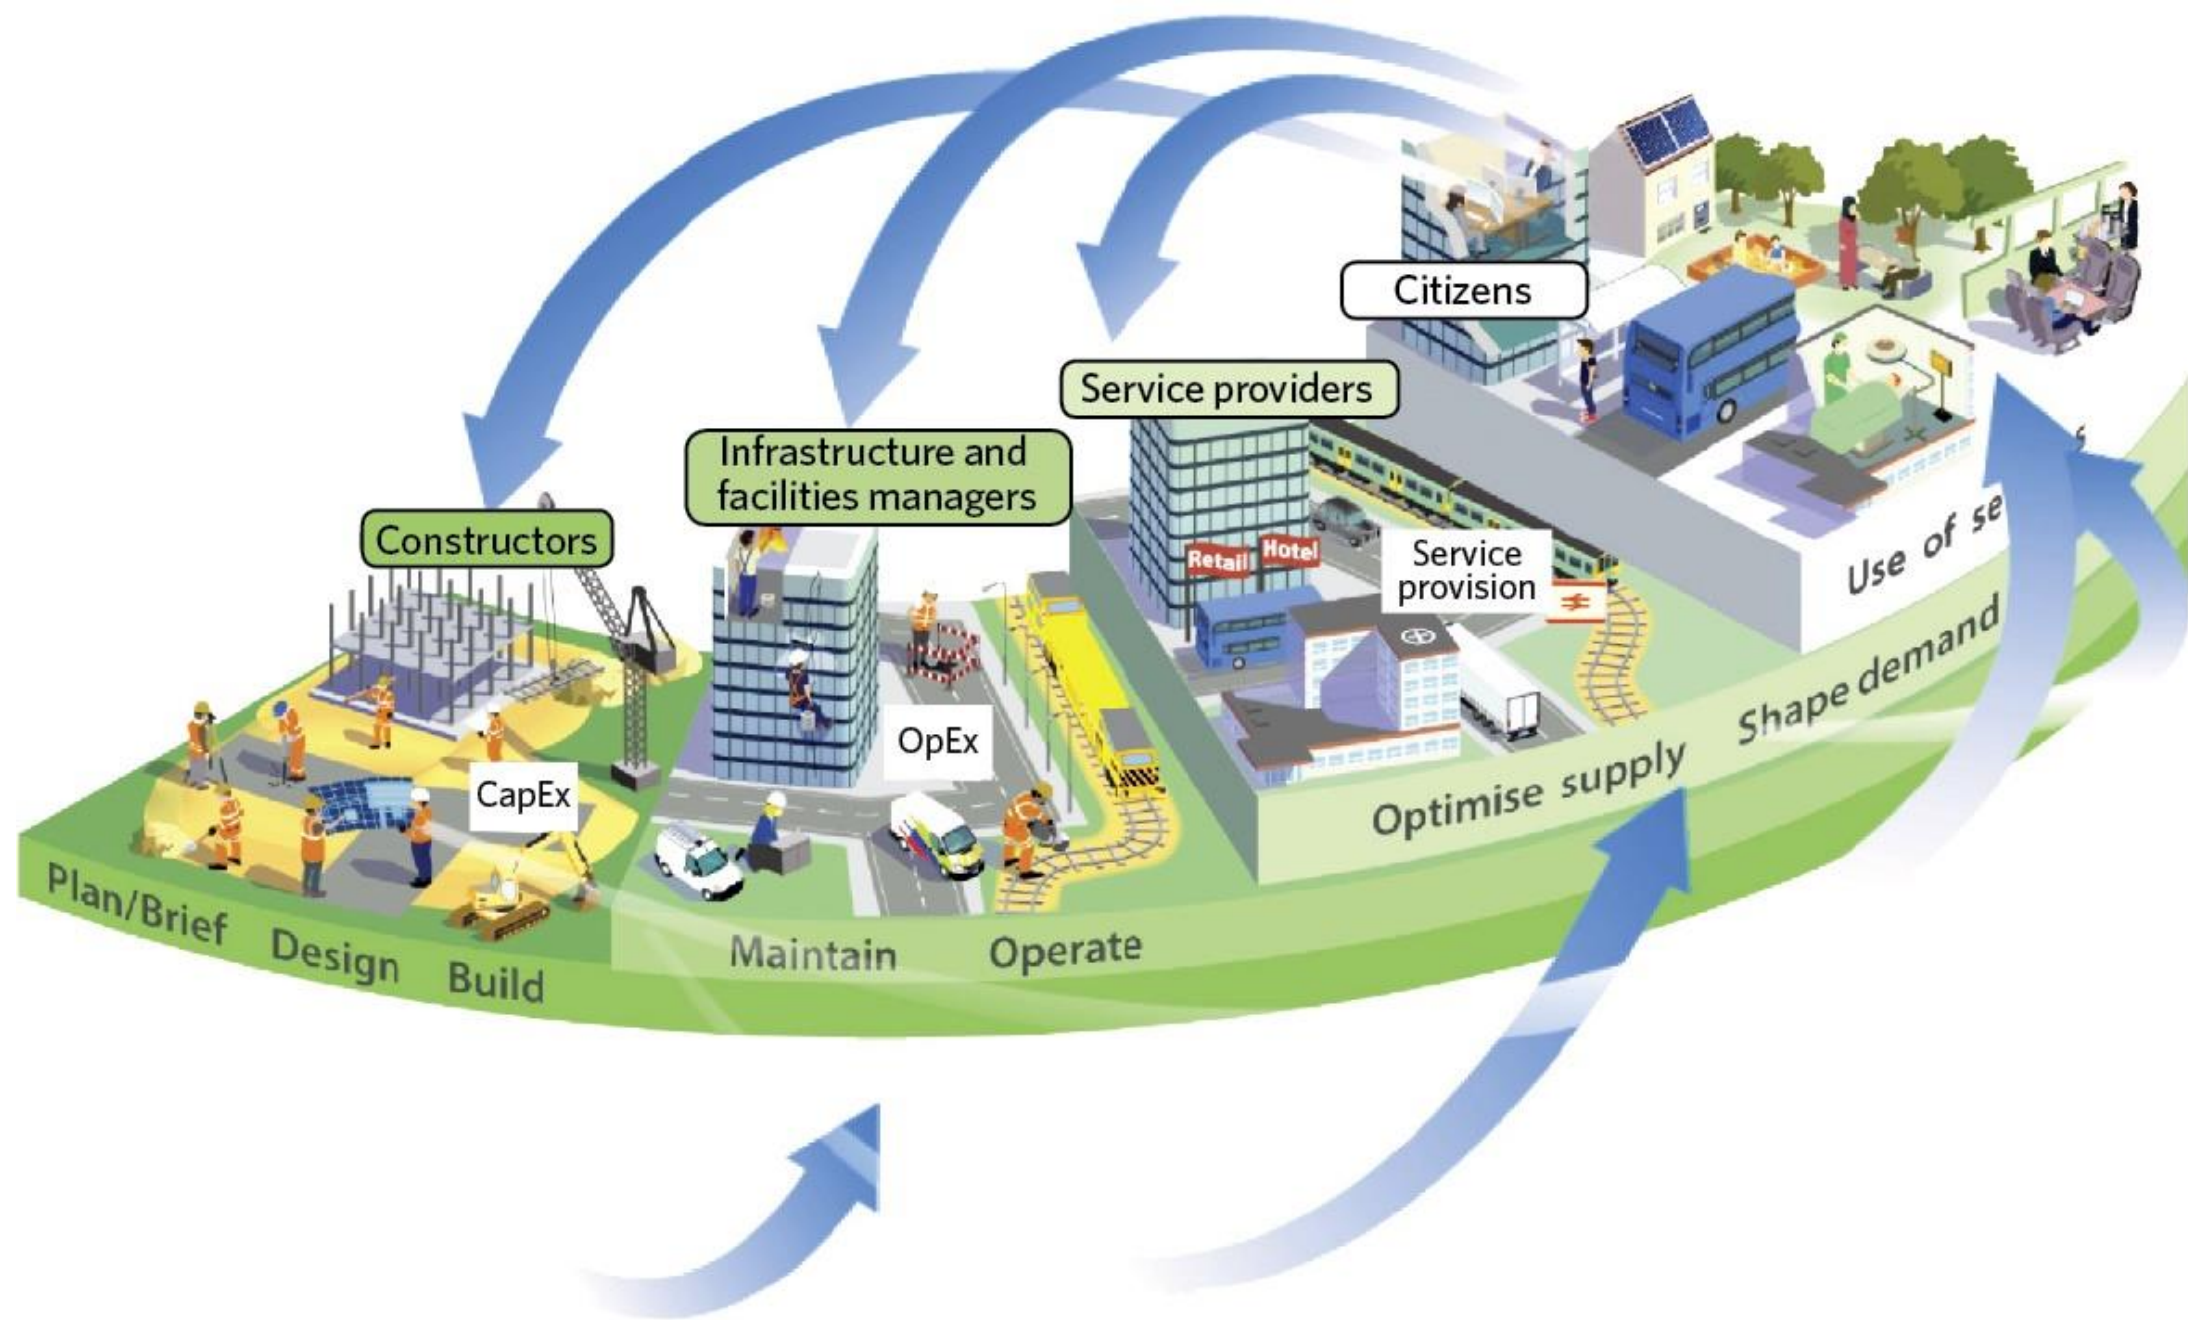 Citizens
Service providers
Infrastructure and
facilities managers
Constructors
Retail
Hotel
Service
provision
OpEx
CapEx
Use of se
s
Shape demand
Optimise supply
Plan/Brief
Design
Build
Maintain
Operate